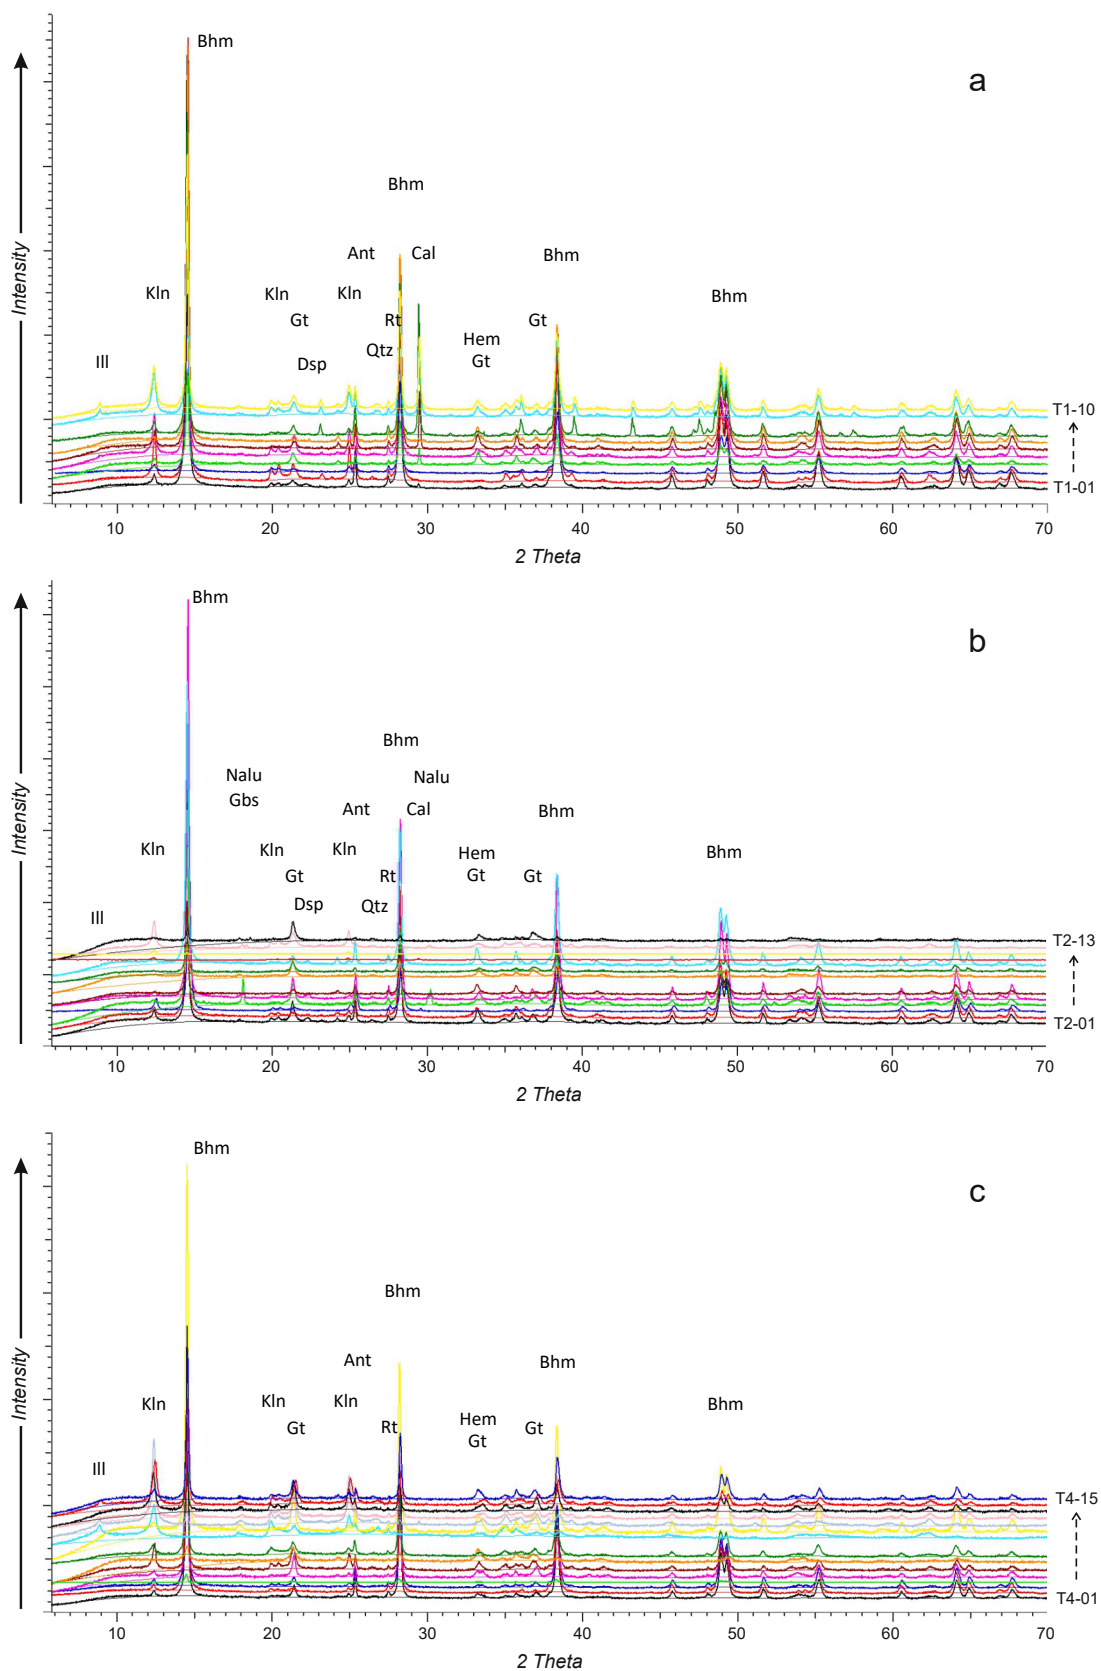 Bhm
a
Bhm
Ant Cal Bhm
Kln Kln Kln Bhm
Gt Rt Gt
Hem
Ill Dsp Qtz Gt
T1-10
T1-01
Intensity
10 20 30 40 50 60 70
2 Theta
Bhm
b
Bhm
Nalu Nalu
Gbs
Ant Cal Bhm
Kln Kln Kln Hem Bhm
Gt Rt Gt Gt
Ill Dsp Qtz
T2-13
T2-01
Intensity
10 20 30 40 50 60 70
2 Theta
Bhm
c
Bhm
Ant Bhm
Kln Kln Kln Bhm
Hem
Gt Rt Gt Gt
Ill
T4-15
T4-01
Intensity
10 20 30 40 50 60 70
2 Theta